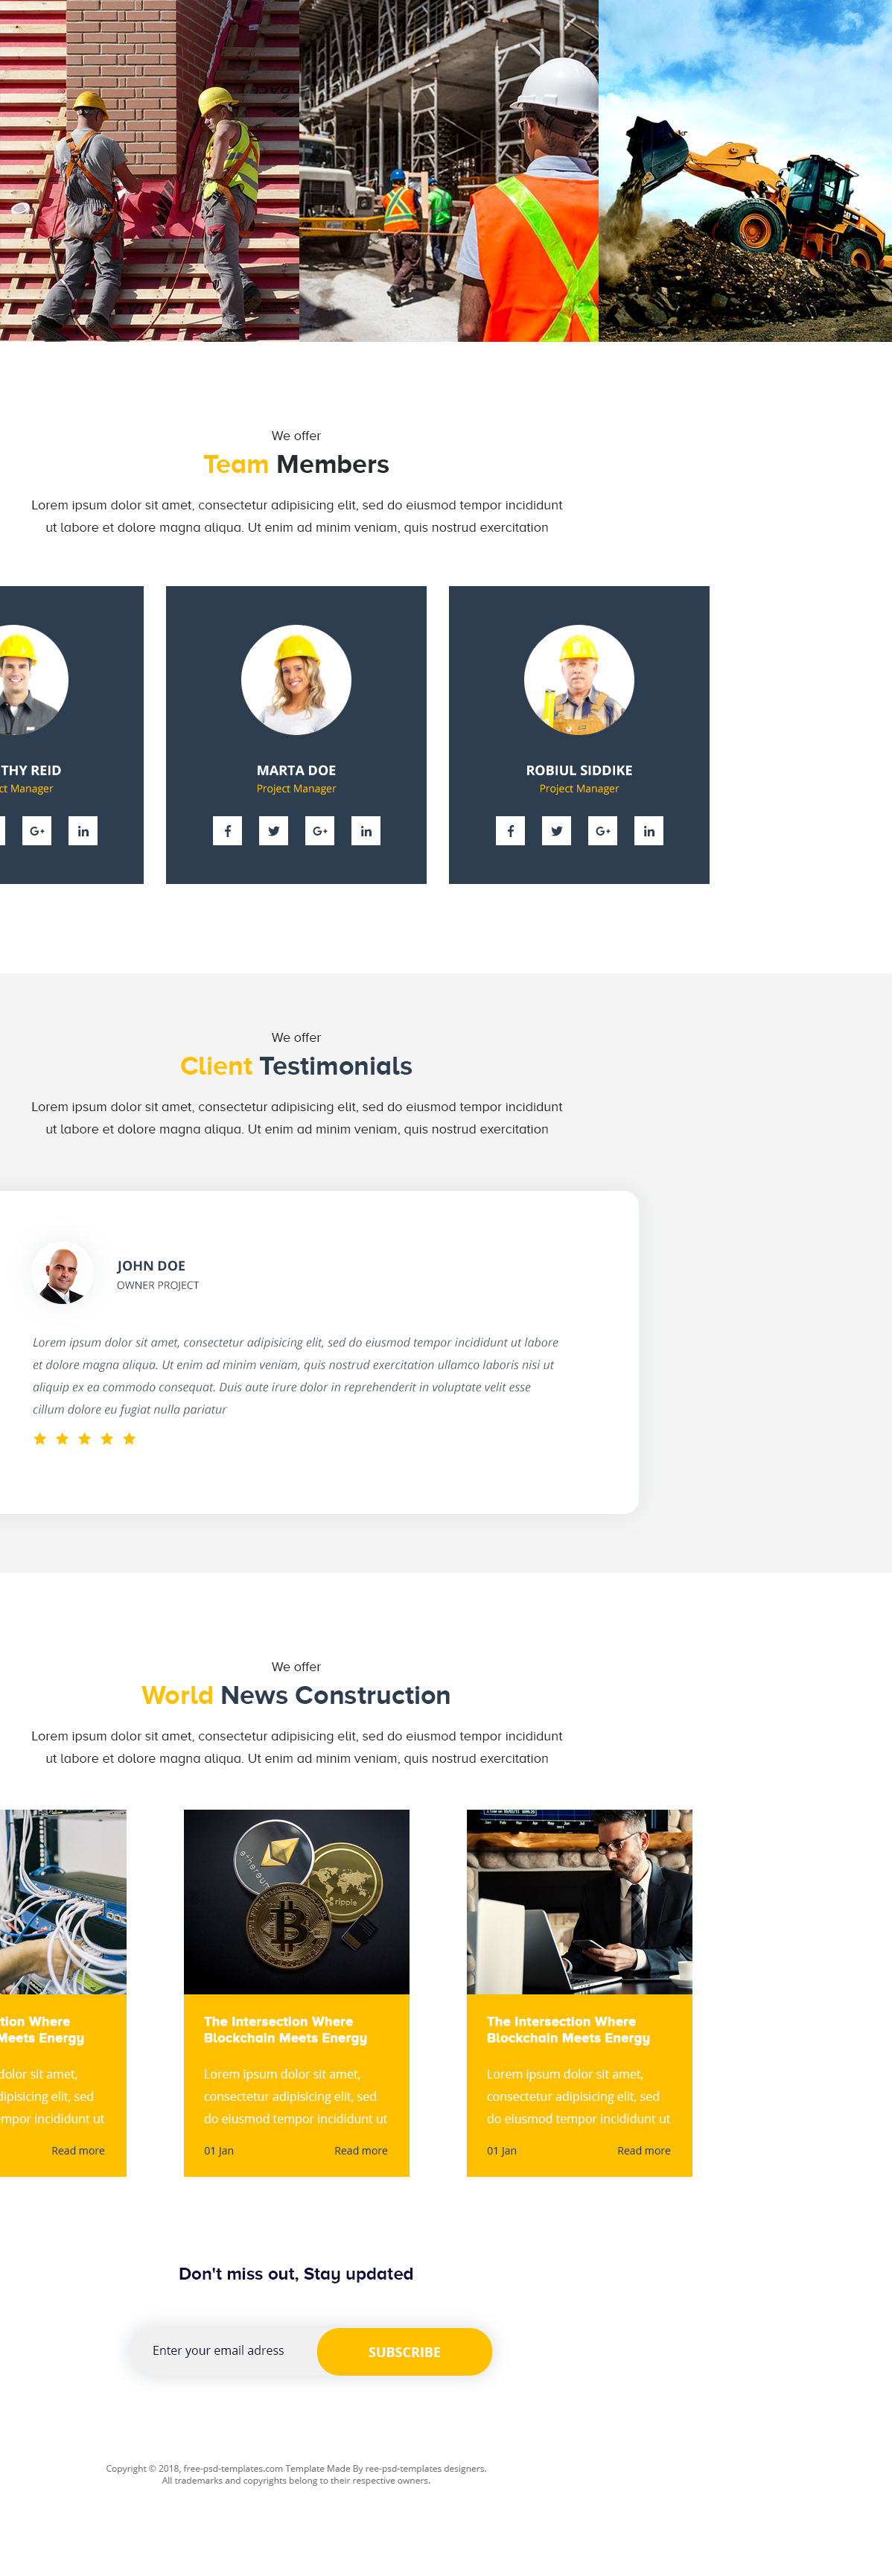 We offer
Team Members
Lorem ipsum dolor sit amet, consectetur adipisicing elit, sed do eiusmod tempor incididunt
ut labore et dolore magna aliqua. Ut enim ad minim veniam, quis nostrud exercitation
THY REID
ct Manager
G+ in
MARTA DOE
Project Manager
f G+ in
ROBIUL SIDDIKE
Project Manager
f G+ in
We offer
Client Testimonials
Lorem ipsum dolor sit amet, consectetur adipisicing elit, sed do eiusmod tempor incididunt
ut labore et dolore magna aliqua. Ut enim ad minim veniam, quis nostrud exercitation
JOHN DOE
OWNER PROJECT
Lorem ipsum dolor sit amet, consectetur adipisicing elit, sed do eiusmod tempor incididunt ut labore
et dolore magna aliqua. Ut enim ad minim veniam, quis nostrud exercitation ullamco laboris nisi ut
aliquip ex ea commodo consequat. Duis aute irure dolor in reprehenderit in voluptate velit esse
cillum dolore eu fugiat nulla pariatur
We offer
World News Construction
Lorem ipsum dolor sit amet, consectetur adipisicing elit, sed do eiusmod tempor incididunt
ut labore et dolore magna aliqua. Ut enim ad minim veniam, quis nostrud exercitation
tion Where
Meets Energy
dolor sit amet,
dipisicing elit, sed
mpor incididunt ut
Read more
ethereum
ripple
The Intersection Where
Blockchain Meets Energy
Lorem ipsum dolor sit amet,
consectetur adipisicing elit, sed
do eiusmod tempor incididunt ut
01 Jan Read more
The Intersection Where
Blockchain Meets Energy
Lorem ipsum dolor sit amet,
consectetur adipisicing elit, sed
do eiusmod tempor incididunt ut
01 Jan Read more
Don't miss out, Stay updated
Enter your email adress
SUBSCRIBE
Copyright © 2018, free-psd-templates.com Template Made By ree-psd-templates designers.
All trademarks and copyrights belong to their respective owners.